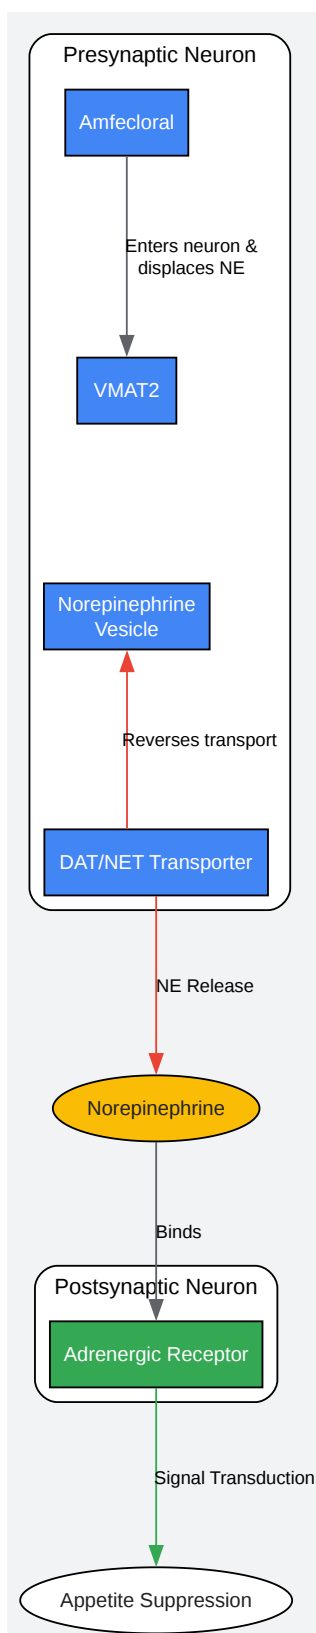 Presynaptic Neuron
Amfecloral
Enters neuron &
displaces NE
VMAT2
Norepinephrine
Vesicle
Reverses transport
DAT/NET Transporter
NE Release
Norepinephrine
Binds
Postsynaptic Neuron
Adrenergic Receptor
Signal Transduction
Appetite Suppression